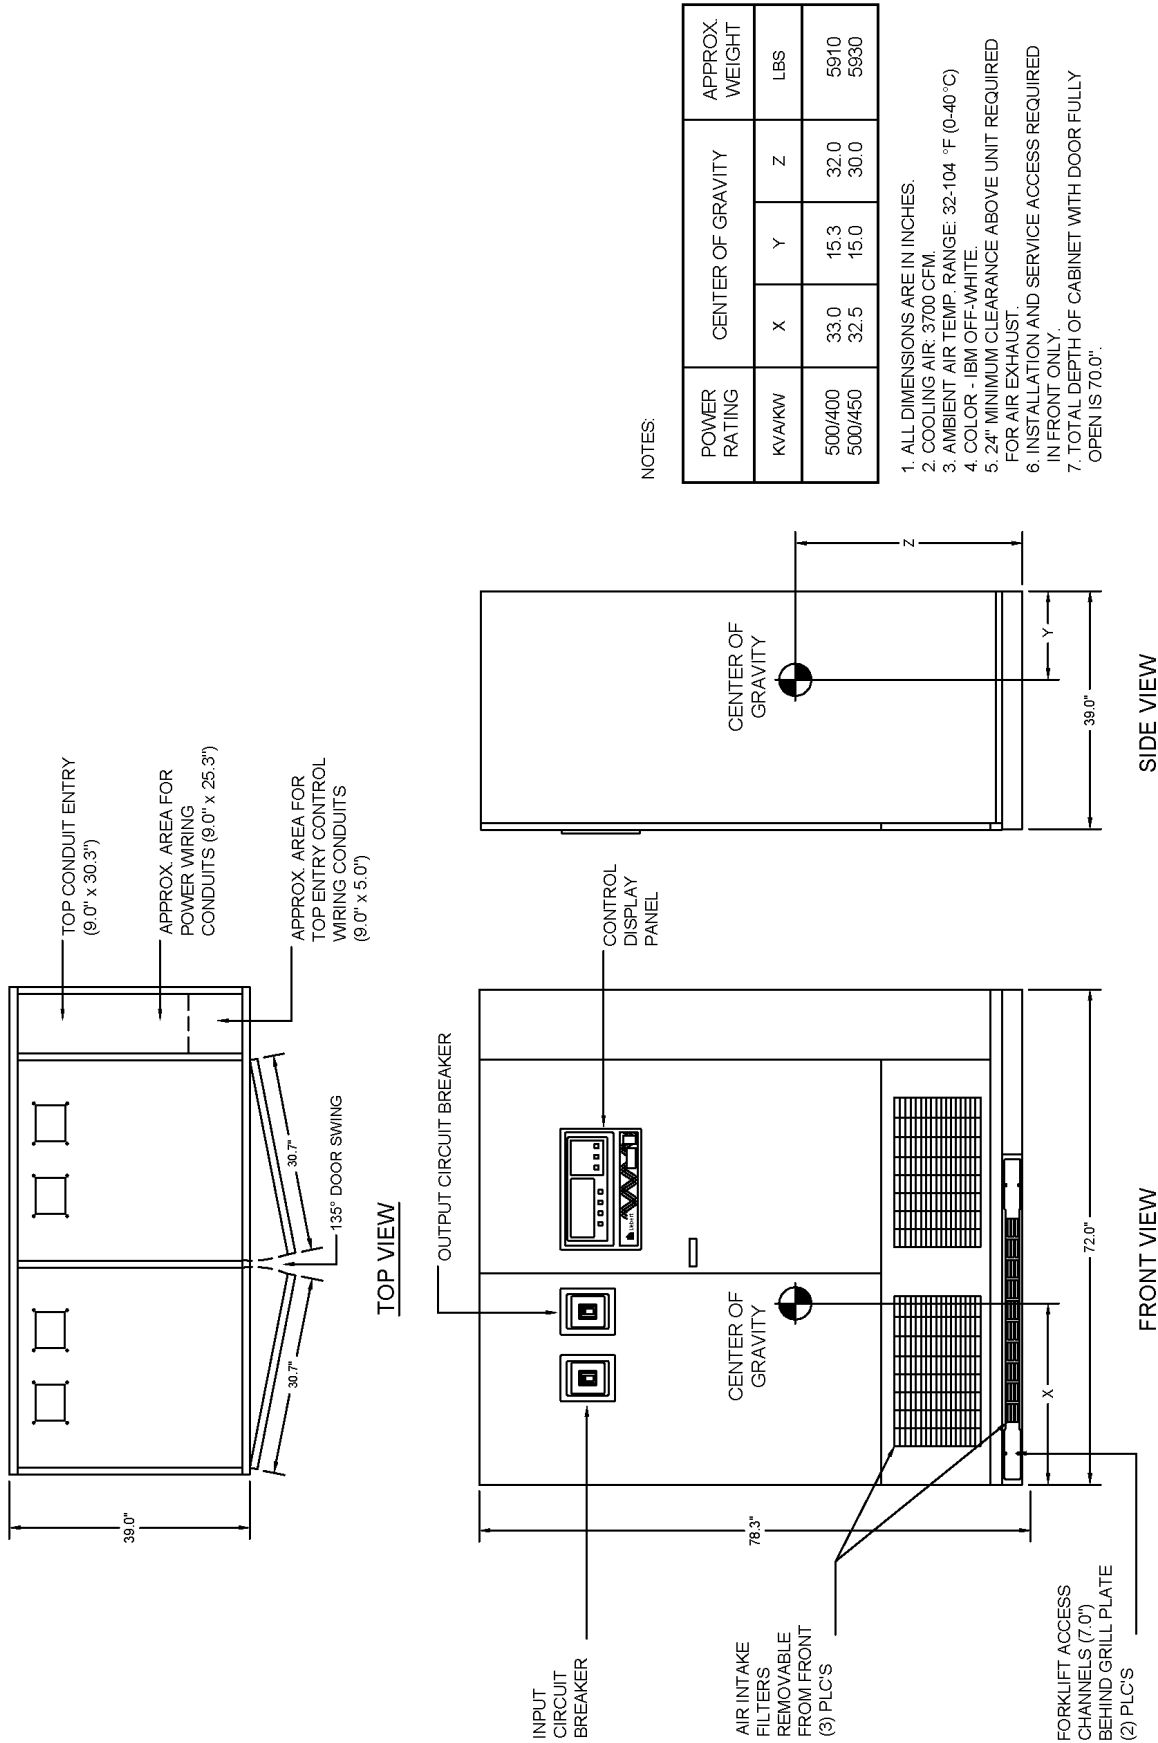 TOP CONDUIT ENTRY
(9.0" x 30.3")
APPROX. AREA FOR
POWER WIRING
CONDUITS (9.0" x 25.3")
APPROX. AREA FOR
TOP ENTRY CONTROL
WIRING CONDUITS
(9.0" x 5.0")
39.0"
30.7"
30.7"
135° DOOR SWING
TOP VIEW
OUTPUT CIRCUIT BREAKER
CONTROL
DISPLAY
PANEL
INPUT
CIRCUIT
BREAKER
CENTER OF
GRAVITY
78.3"
AIR INTAKE
FILTERS
REMOVABLE
FROM FRONT
(3) PLC'S
X
72.0"
FORKLIFT ACCESS
CHANNELS (7.0")
BEHIND GRILL PLATE
(2) PLC'S
FRONT VIEW
CENTER OF
GRAVITY
Z
Y
39.0"
SIDE VIEW
NOTES:
POWER RATING CENTER OF GRAVITY APPROX. WEIGHT
KVA/KW X Y Z LBS
500/400 33.0 15.3 32.0 5910
500/450 32.5 15.0 30.0 5930
1. ALL DIMENSIONS ARE IN INCHES.
2. COOLING AIR: 3700 CFM.
3. AMBIENT AIR TEMP. RANGE: 32-104 °F (0-40°C)
4. COLOR - IBM OFF-WHITE.
5. 24" MINIMUM CLEARANCE ABOVE UNIT REQUIRED
FOR AIR EXHAUST.
6. INSTALLATION AND SERVICE ACCESS REQUIRED
IN FRONT ONLY.
7. TOTAL DEPTH OF CABINET WITH DOOR FULLY
OPEN IS 70.0".